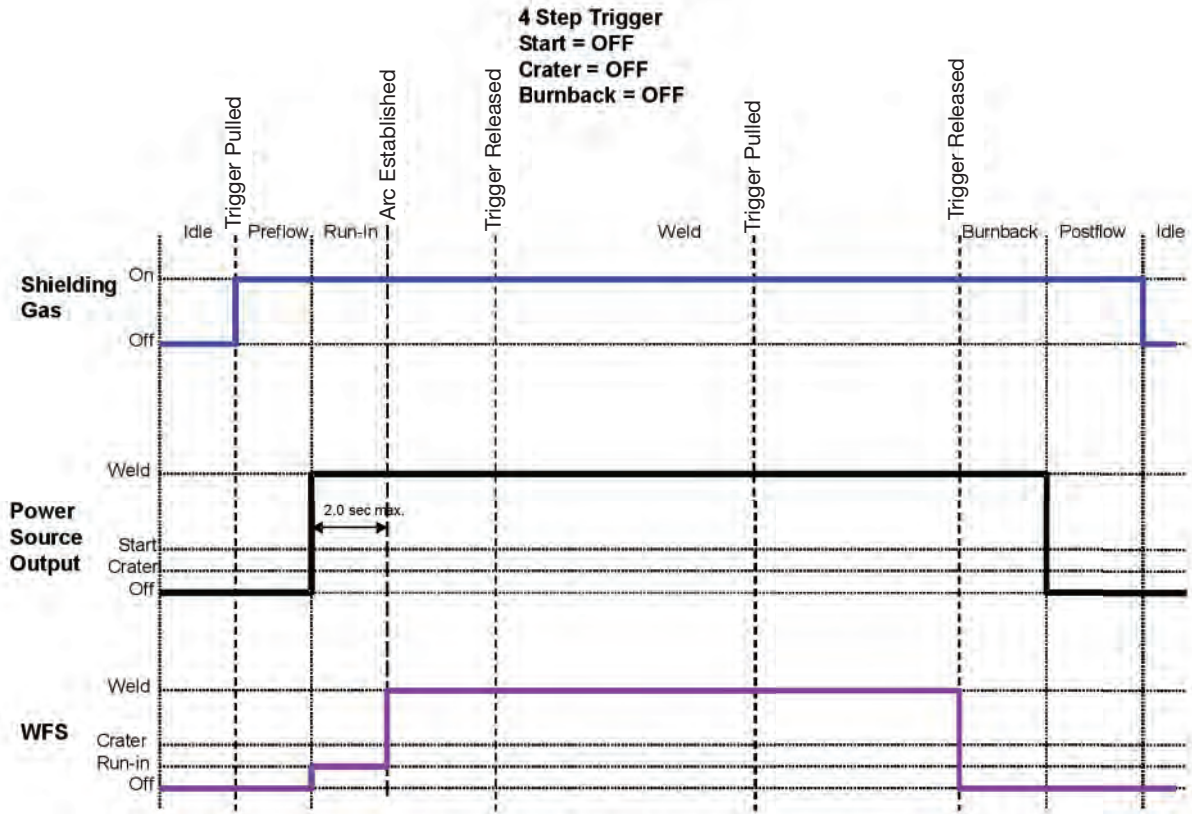 4 Step Trigger
Start = OFF
Crater = OFF
Burnback = OFF
Trigger Pulled
Arc Established
Trigger Released
Trigger Pulled
Trigger Released
Idle
Preflow
Run-in
Weld
Burnback
Postflow
Idle
Shielding
Gas
On
Off
Power
Source
Output
Weld
2.0 sec max.
Start
Crater
Off
WFS
Weld
Crater
Run-in
Off